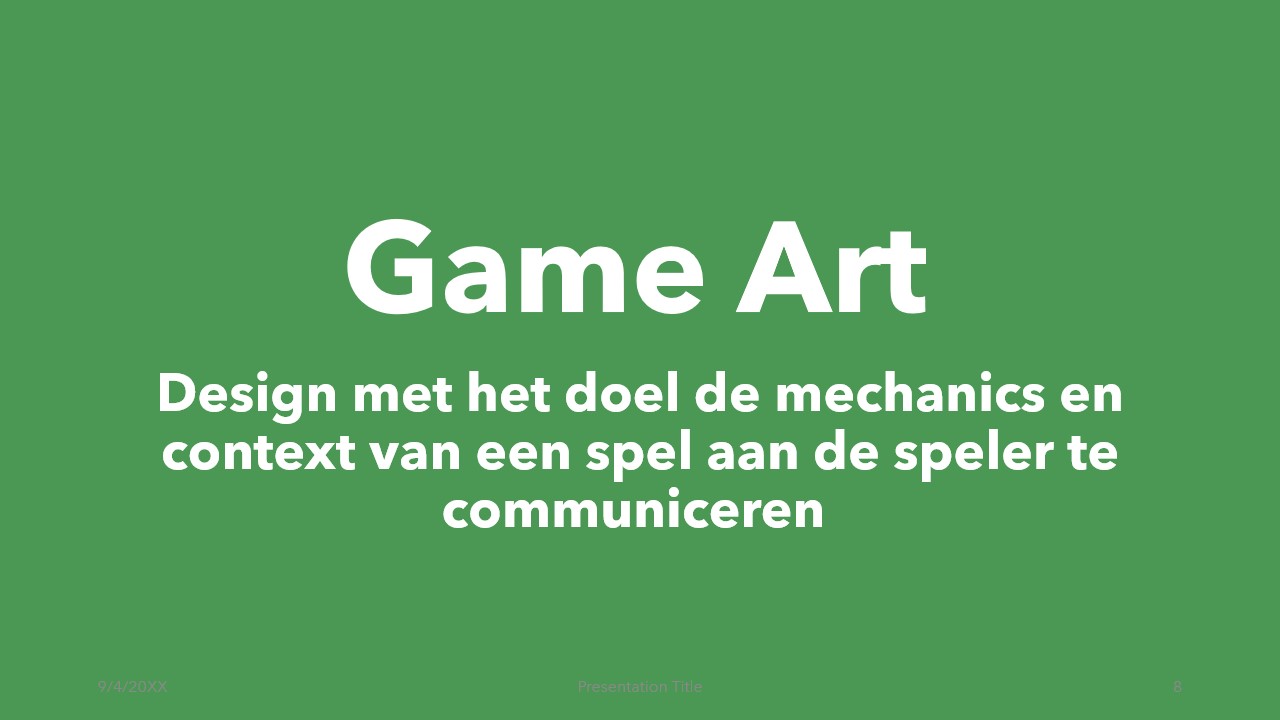 Game Art
Design met het doel de mechanics en
context van een spel aan de speler te
communiceren
9/4/20XX
Presentation Title
8